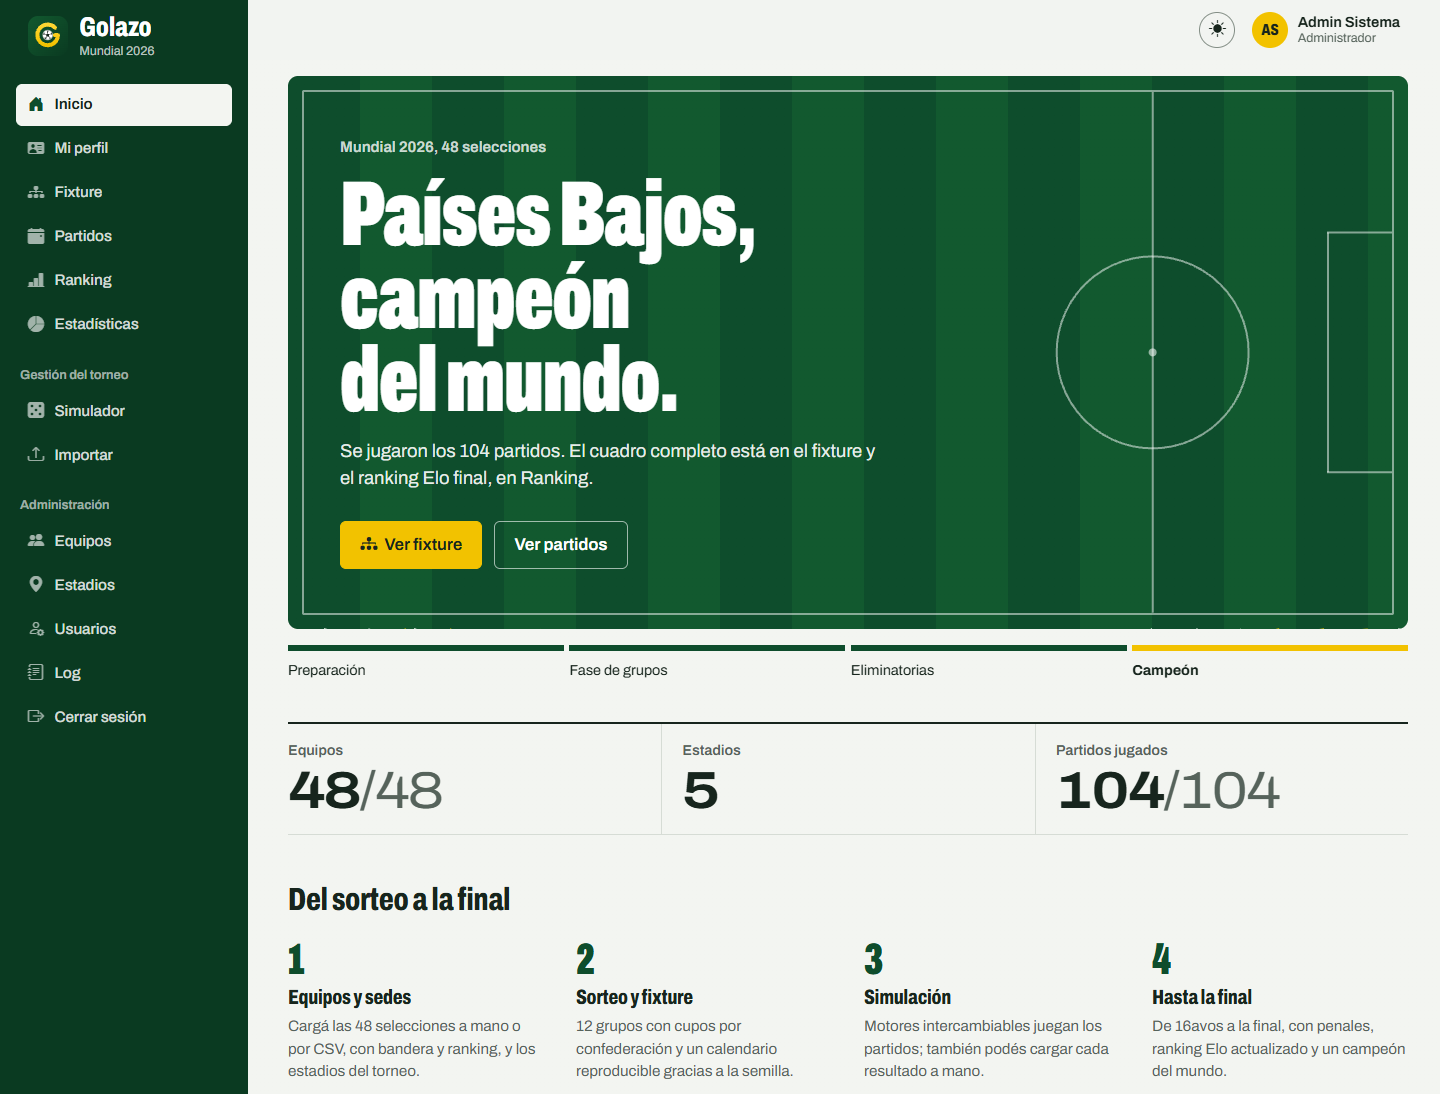 Golazo
Mundial 2026
AS
Admin Sistema
Administrador
Inicio
Mi perfil
Fixture
Partidos
Ranking
Estadísticas
Gestión del torneo
Simulador
Importar
Administración
Equipos
Estadios
Usuarios
Log
Cerrar sesión
Mundial 2026, 48 selecciones
Países Bajos,
campeón
del mundo.
Se jugaron los 104 partidos. El cuadro completo está en el fixture y
el ranking Elo final, en Ranking.
Ver fixture
Ver partidos
Preparación
Fase de grupos
Eliminatorias
Campeón
Equipos
48/48
Estadios
5
Partidos jugados
104/104
Del sorteo a la final
1
Equipos y sedes
Cargá las 48 selecciones a mano o
por CSV, con bandera y ranking, y los
estadios del torneo.
2
Sorteo y fixture
12 grupos con cupos por
confederación y un calendario
reproducible gracias a la semilla.
3
Simulación
Motores intercambiables juegan los
partidos; también podés cargar cada
resultado a mano.
4
Hasta la final
De 16avos a la final, con penales,
ranking Elo actualizado y un campeón
del mundo.